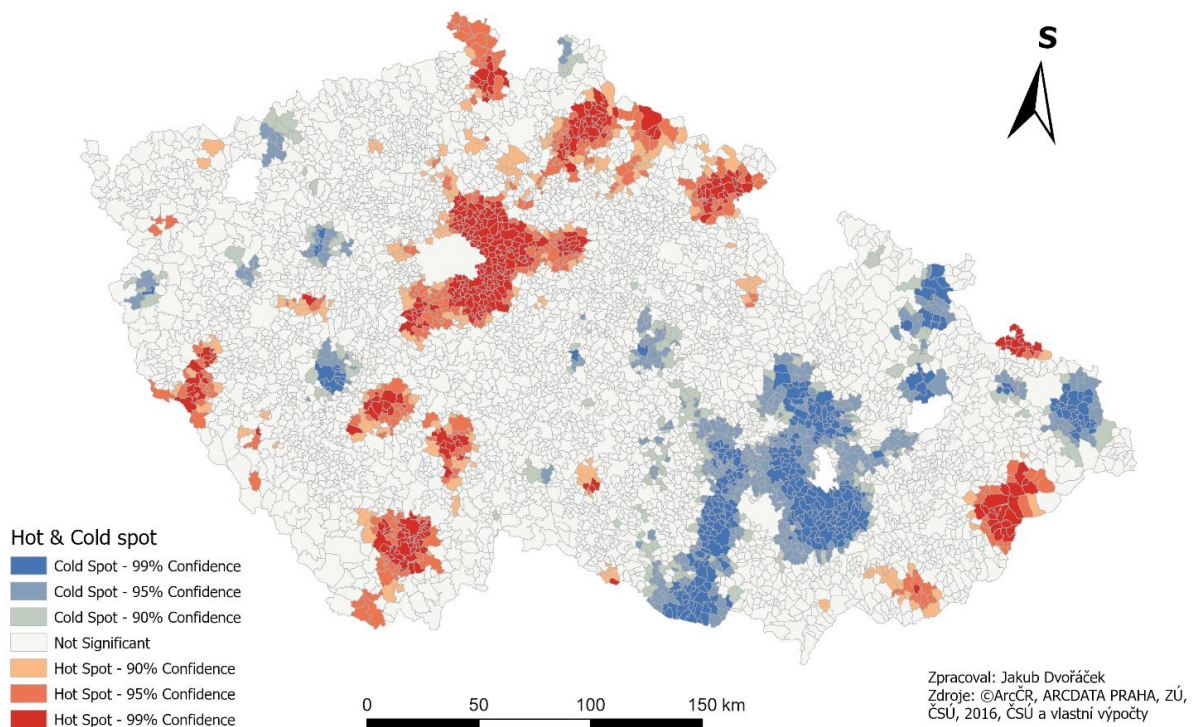 S
Hot & Cold spot
Cold Spot - 99% Confidence
Cold Spot - 95% Confidence
Cold Spot - 90% Confidence
Not Significant
Hot Spot - 90% Confidence
Hot Spot - 95% Confidence
Hot Spot - 99% Confidence
0 50 100 150 km
Zpracoval: Jakub Dvořáček
Zdroje: ©ArcČR, ARCDATA PRAHA, ZÚ,
ČSÚ, 2016, ČSÚ a vlastní výpočty